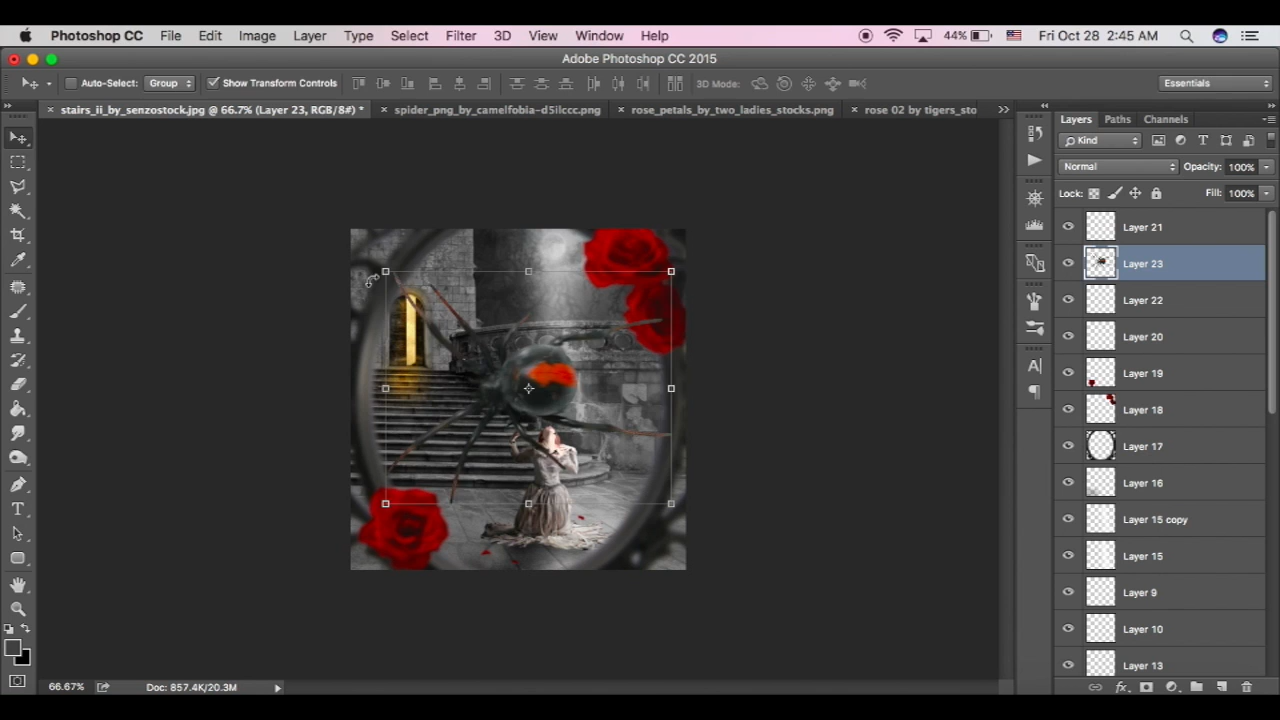 Photoshop CC File Edit Image Layer Type Select Filter 3D View Window Help 44% Fri Oct 28 2:45 AM
Adobe Photoshop CC 2015
Auto-Select: Group Show Transform Controls 3D Mode: Essentials
stairs_ii_by_senzostock.jpg @ 66.7% (Layer 23, RGB/8#) * spider_png_by_camelfobia-d5ilccc.png rose_petals_by_two_ladies_stocks.png rose 02 by tigers_sto
Layers Paths Channels
Kind
Normal Opacity: 100%
Lock: Fill: 100%
Layer 21
Layer 23
Layer 22
Layer 20
Layer 19
Layer 18
Layer 17
Layer 16
Layer 15 copy
Layer 15
Layer 9
Layer 10
Layer 13
66.67% Doc: 857.4K/20.3M